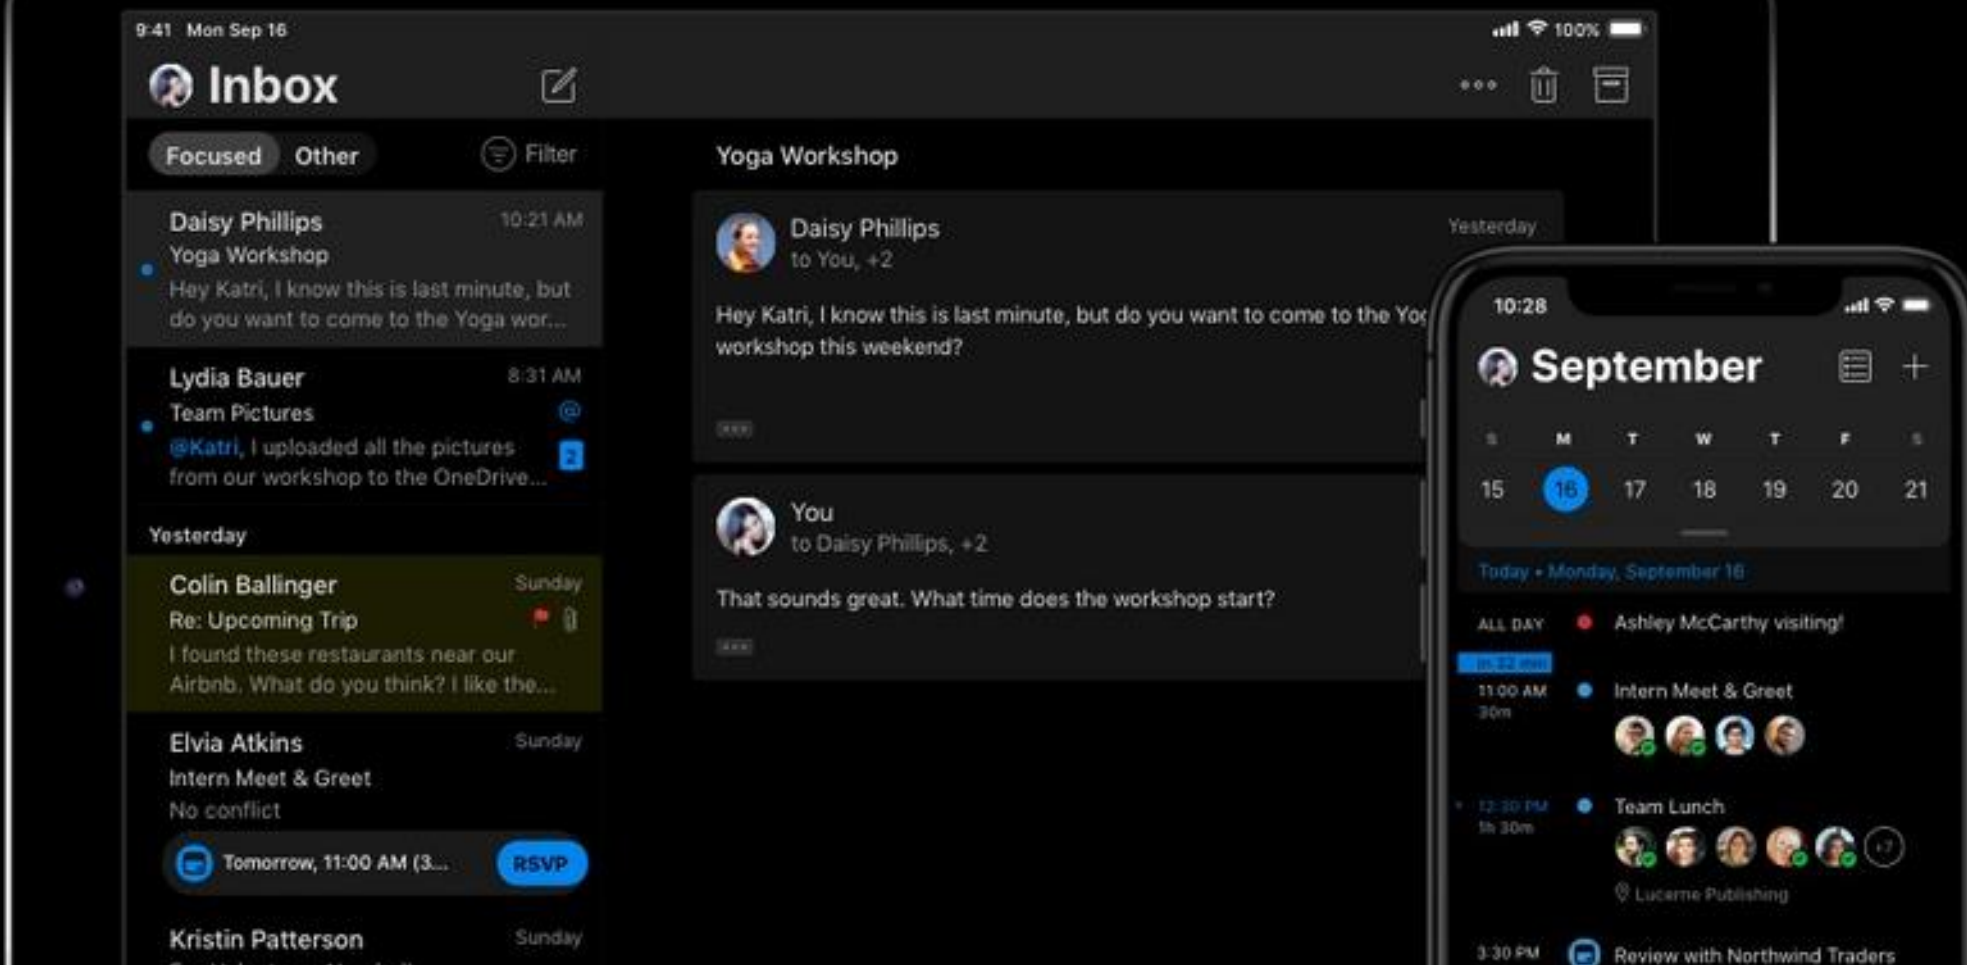 9:41 Mon Sep 16
100%
Inbox
Focused Other
Filter
Daisy Phillips 10:21 AM
Yoga Workshop
Hey Katri, I know this is last minute, but
do you want to come to the Yoga wor...
Lydia Bauer 8:31 AM
Team Pictures @
@Katri, I uploaded all the pictures 2
from our workshop to the OneDrive...
Yesterday
Colin Ballinger Sunday
Re: Upcoming Trip
I found these restaurants near our
Airbnb. What do you think? I like the...
Elvia Atkins Sunday
Intern Meet & Greet
No conflict
Tomorrow, 11:00 AM (3... RSVP
Kristin Patterson Sunday
Yoga Workshop
Daisy Phillips Yesterday
to You, +2
Hey Katri, I know this is last minute, but do you want to come to the
workshop this weekend?
You
to Daisy Phillips, +2
That sounds great. What time does the workshop start?
10:28
September
S M T W T F S
15 16 17 18 19 20 21
Today • Monday, September 16
ALL DAY Ashley McCarthy visiting!
in 32 min
11:00 AM Intern Meet & Greet
30m
12:30 PM Team Lunch
1h 30m
+7
Lucerne Publishing
3:30 PM Review with Northwind Traders